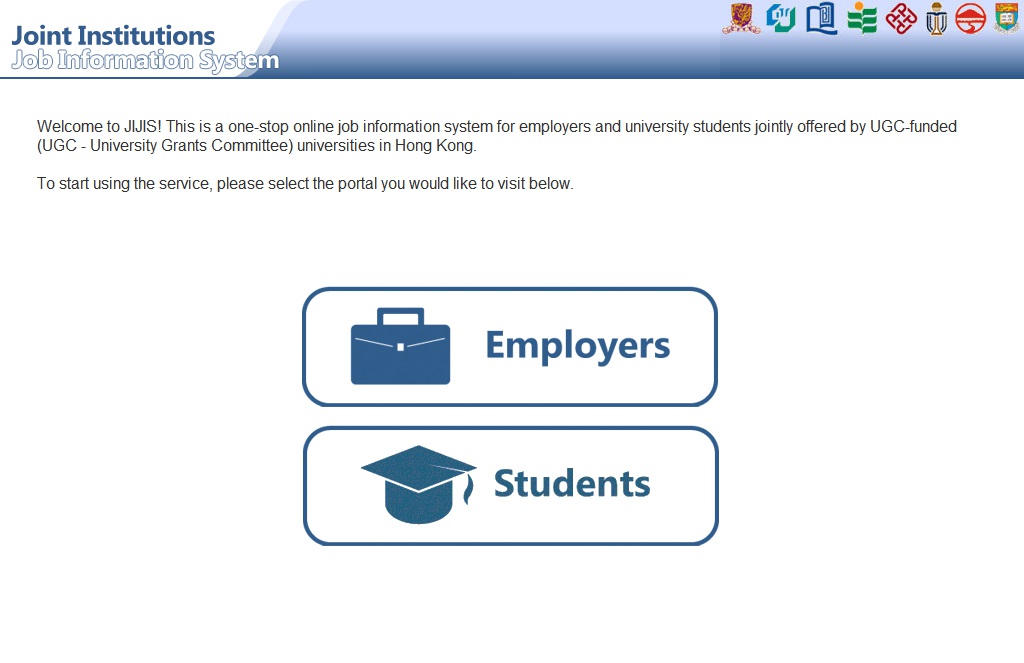 Joint Institutions
Job Information System
Welcome to JIJIS! This is a one-stop online job information system for employers and university students jointly offered by UGC-funded
(UGC - University Grants Committee) universities in Hong Kong.
To start using the service, please select the portal you would like to visit below.
Employers
Students